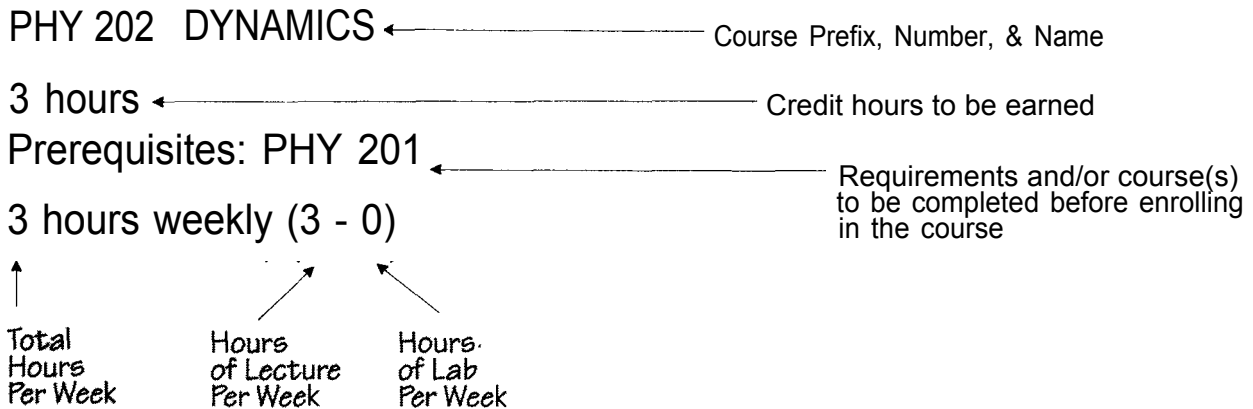 PHY 202 DYNAMICS
Course Prefix, Number, & Name
3 hours
Credit hours to be earned
Prerequisites: PHY 201
Requirements and/or course(s)
to be completed before enrolling
in the course
3 hours weekly (3 - 0)
Total
Hours
Per Week
Hours
of Lecture
Per Week
Hours
of Lab
Per Week